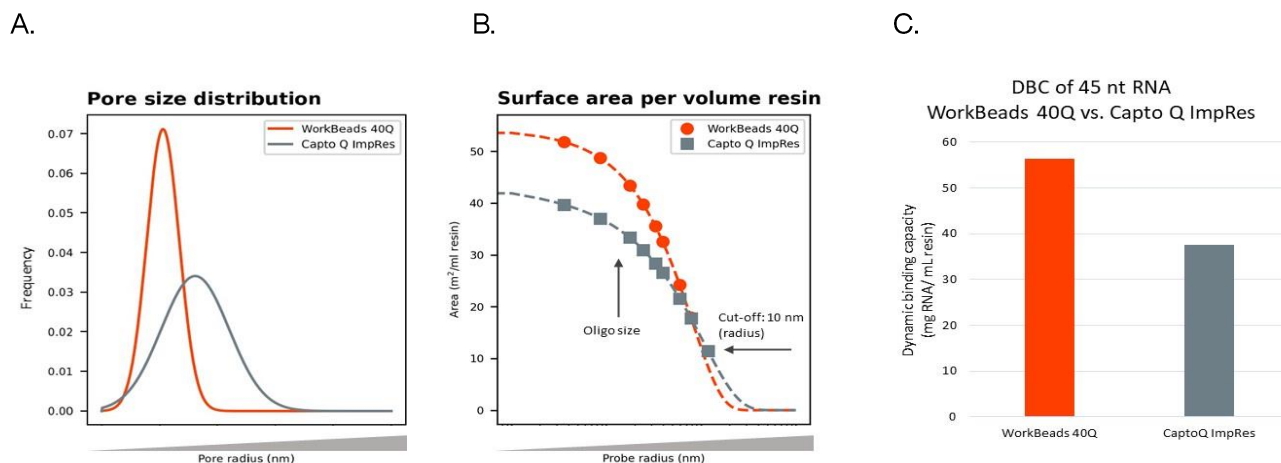 A.
B.
C.
Pore size distribution
WorkBeads 40Q
Capto Q ImpRes
0.07
0.06
0.05
0.04
0.03
0.02
0.01
0.00
Frequency
Pore radius (nm)
Surface area per volume resin
WorkBeads 40Q
Capto Q ImpRes
50
40
30
20
10
0
Area (m²/ml resin)
Oligo size
Cut-off: 10 nm
(radius)
Probe radius (nm)
DBC of 45 nt RNA
WorkBeads 40Q vs. Capto Q ImpRes
60
50
40
30
20
10
0
Dynamic binding capacity
(mg RNA/ mL resin)
WorkBeads 40Q
CaptoQ ImpRes